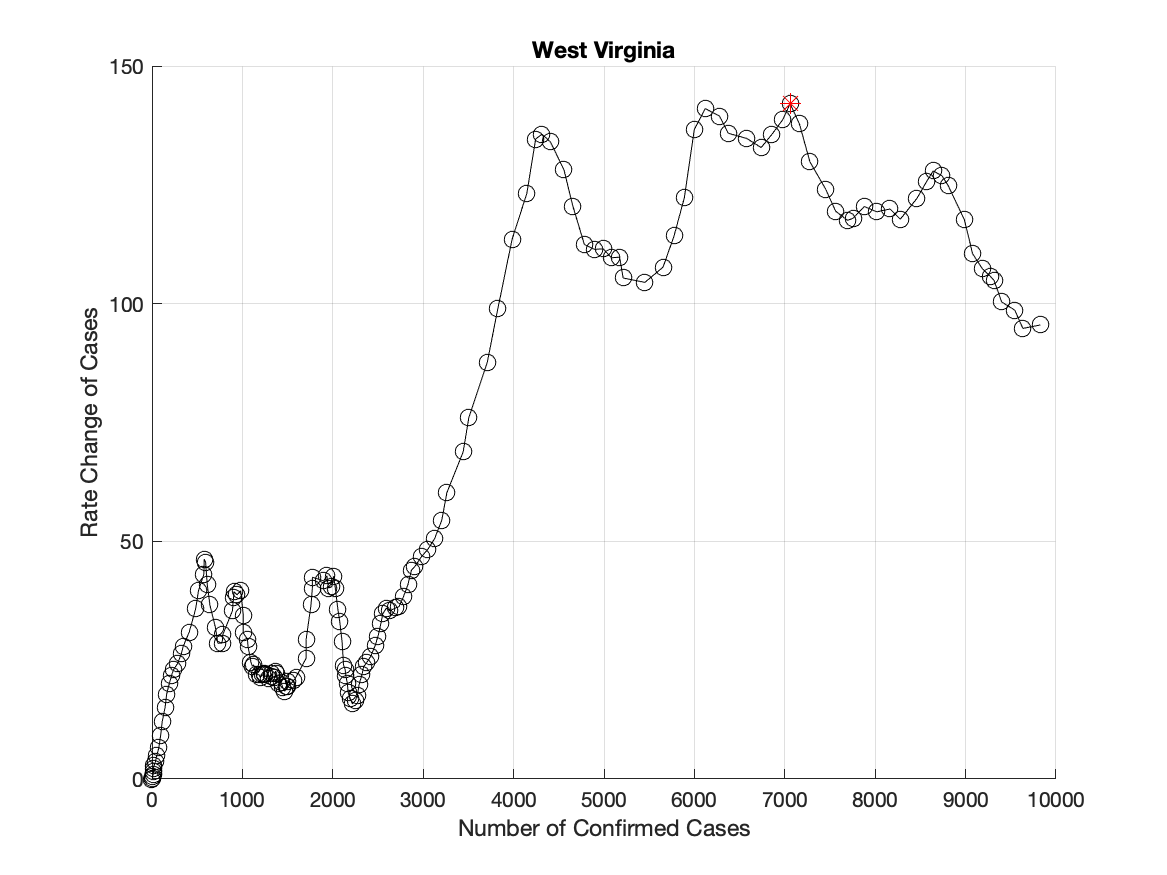 West Virginia
150
100
50
0
0 1000 2000 3000 4000 5000 6000 7000 8000 9000 10000
Rate Change of Cases
Number of Confirmed Cases